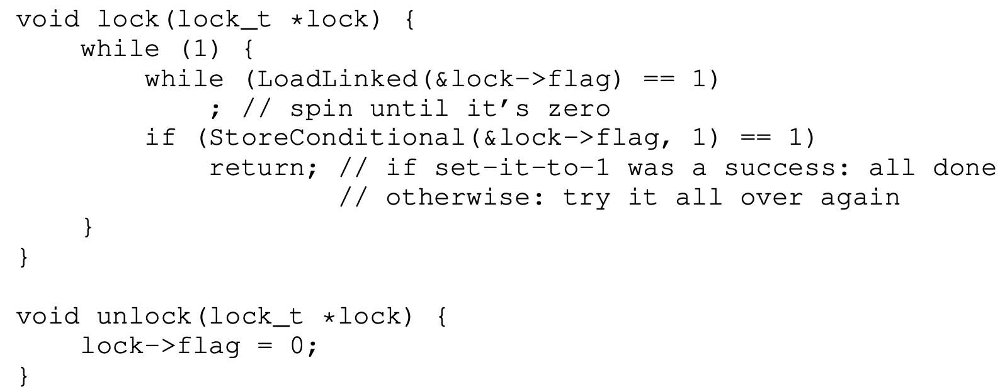 void lock(lock_t *lock) {
    while (1) {
        while (LoadLinked(&lock->flag) == 1)
            ; // spin until it’s zero
        if (StoreConditional(&lock->flag, 1) == 1)
            return; // if set-it-to-1 was a success: all done
                    // otherwise: try it all over again
    }
}

void unlock(lock_t *lock) {
    lock->flag = 0;
}